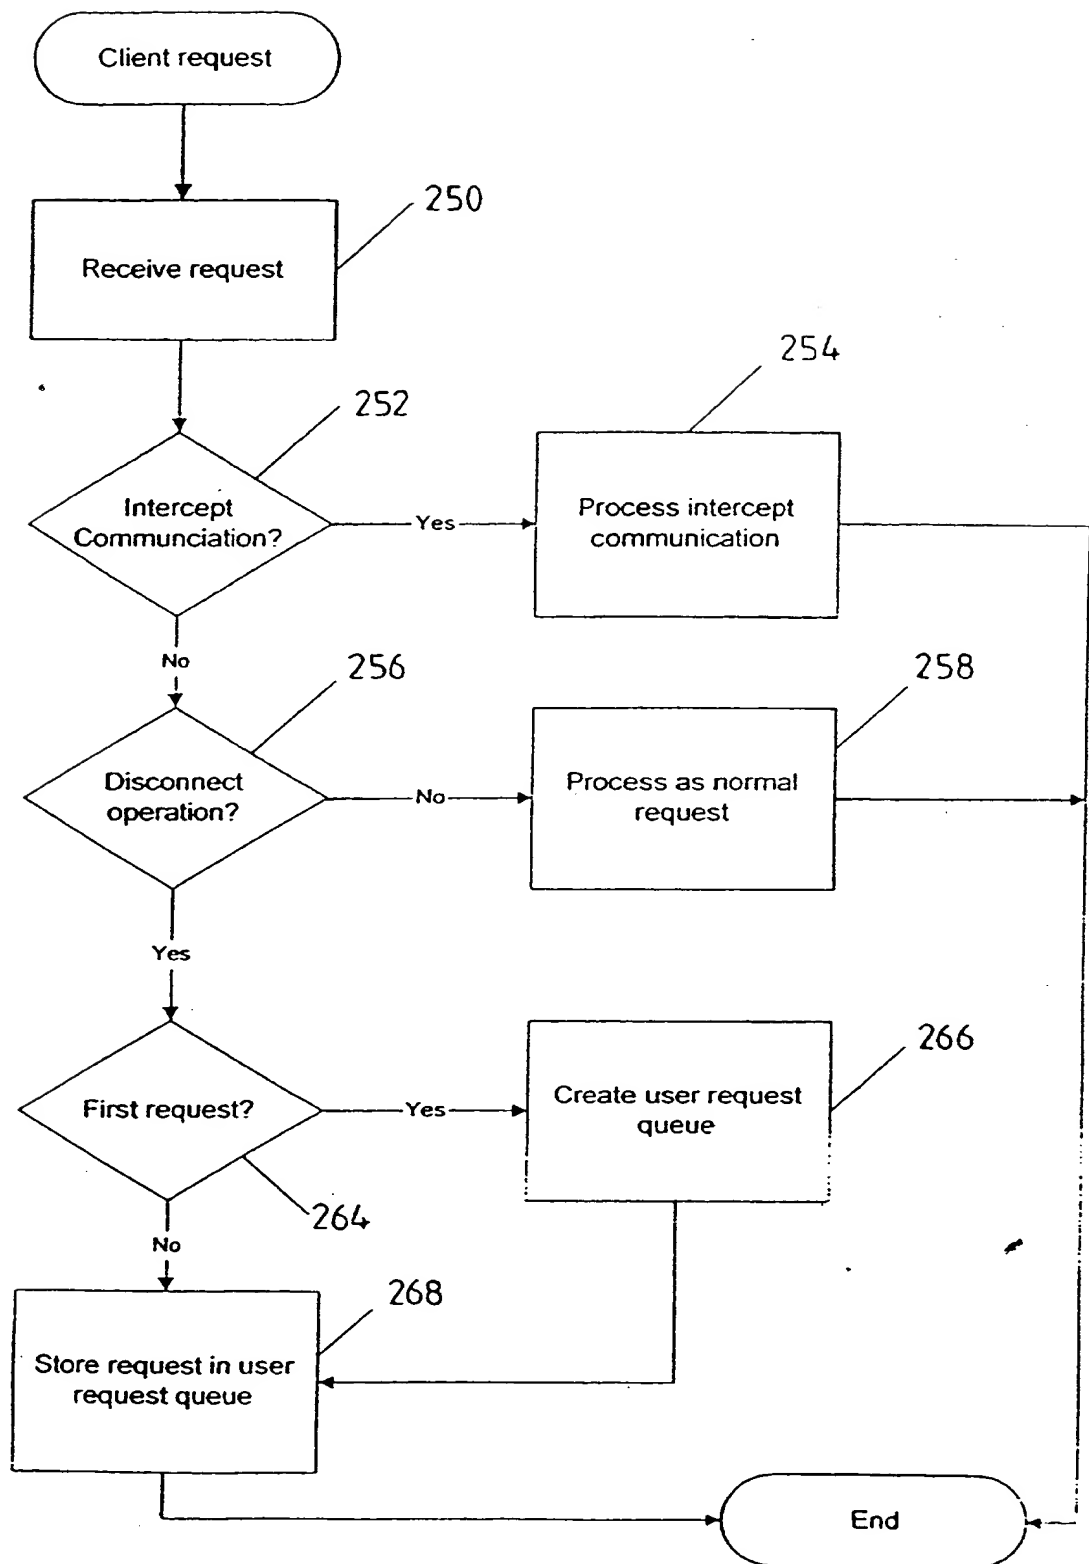 Client request
250
Receive request
254
252
Intercept
Communciation?
Yes
Process intercept
communication
No
256
258
Disconnect
operation?
No
Process as normal
request
Yes
266
First request?
Yes
Create user request
queue
264
No
268
Store request in user
request queue
End